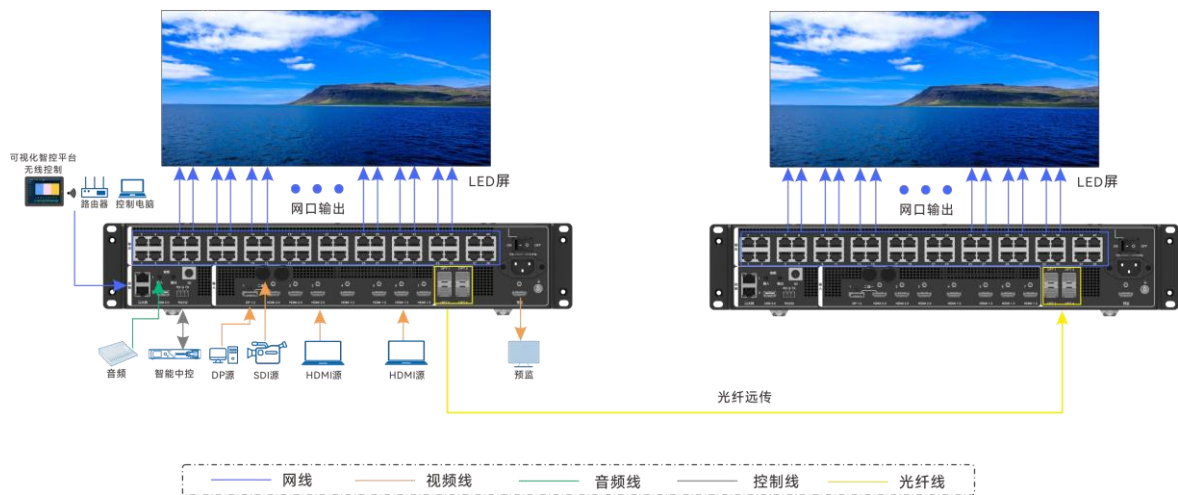 可视化智控平台
无线控制
路由器
控制电脑
LED屏
网口输出
音频
智能中控
DP源
SDI源
HDMI源
HDMI源
预监
LED屏
网口输出
光纤远传
网线
视频线
音频线
控制线
光纤线